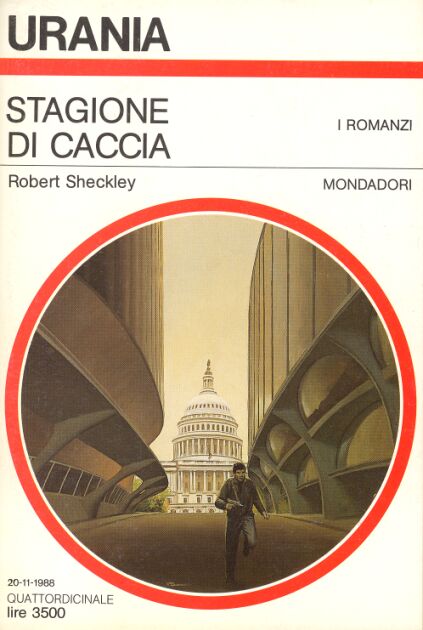 URANIA
STAGIONE
DI CACCIA
I ROMANZI
Robert Sheckley
MONDADORI
20-11-1988
QUATTORDICINALE
lire 3500